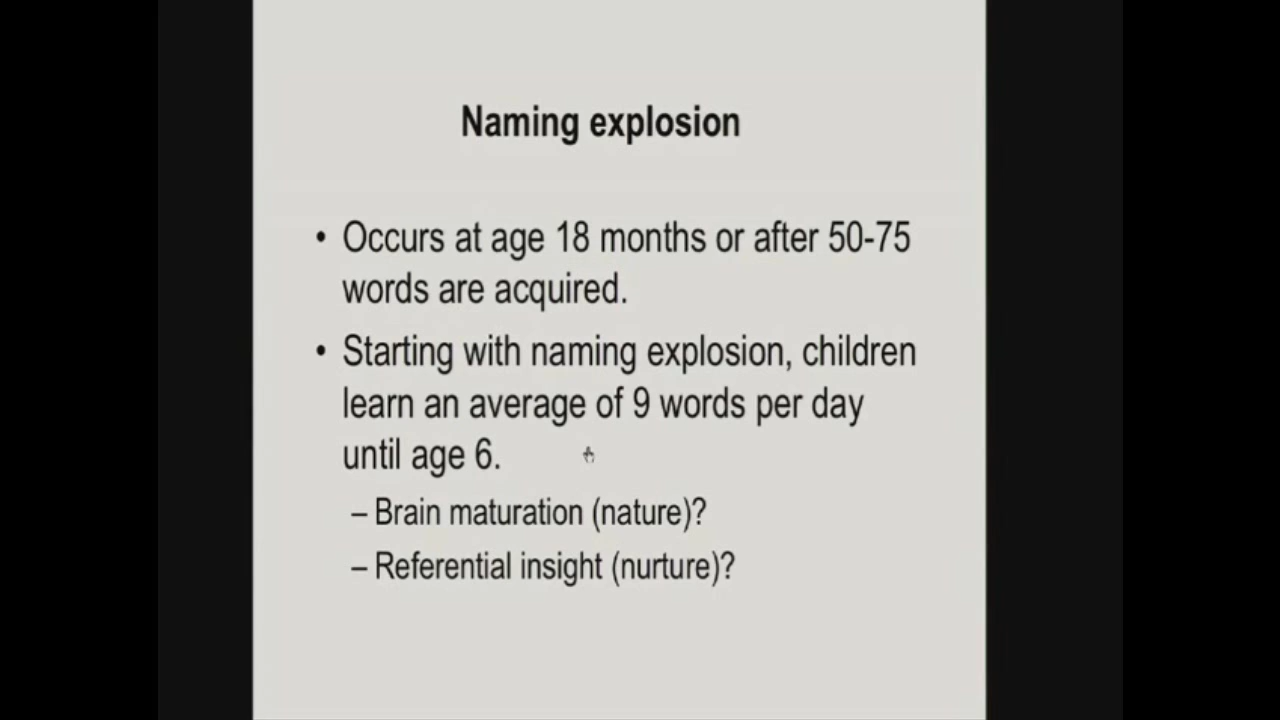 Naming explosion
• Occurs at age 18 months or after 50-75
words are acquired.
• Starting with naming explosion, children
learn an average of 9 words per day
until age 6.
– Brain maturation (nature)?
– Referential insight (nurture)?